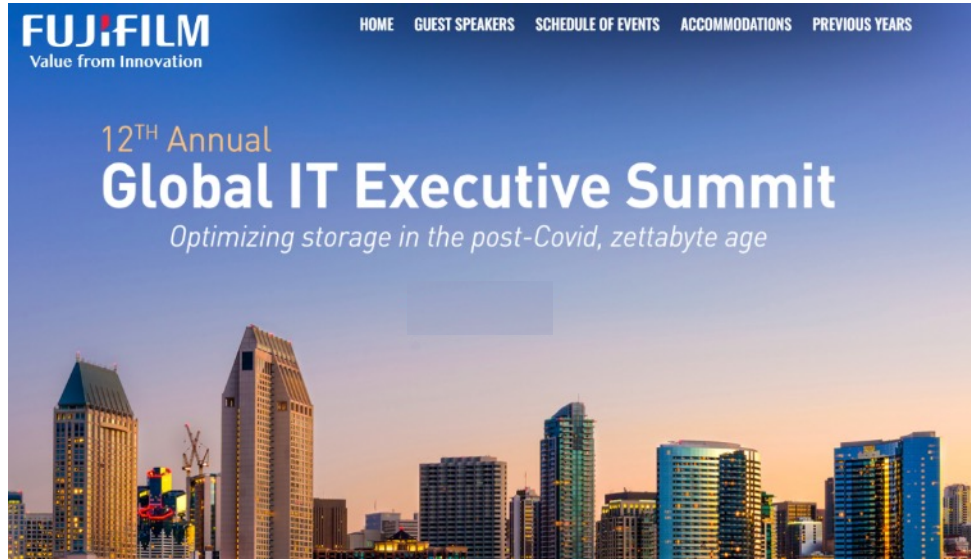 FUJIFILM
Value from Innovation
HOME GUEST SPEAKERS SCHEDULE OF EVENTS ACCOMMODATIONS PREVIOUS YEARS
12TH Annual
Global IT Executive Summit
Optimizing storage in the post-Covid, zettabyte age